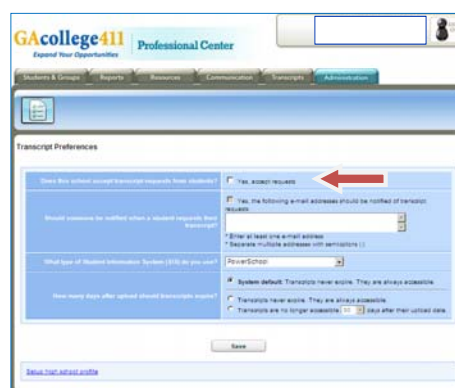 GAcollege411
Professional Center
Expand Your Opportunities
Students & Groups Reports Resources Communication Transcripts Administration
Transcript Preferences
Does this school accept transcript requests from students?
Yes, accept requests
Should someone be notified when a student requests their transcript?
Yes, the following e-mail addresses should be notified of transcript
requests
* Enter at least one e-mail address
* Separate multiple addresses with semicolons (;)
What type of Student Information System (SIS) do you use?
PowerSchool
How many days after upload should transcripts expire?
System default: Transcripts never expire. They are always accessible.
Transcripts never expire. They are always accessible.
Transcripts are no longer accessible days after their upload date.
Save
Setup high school profile